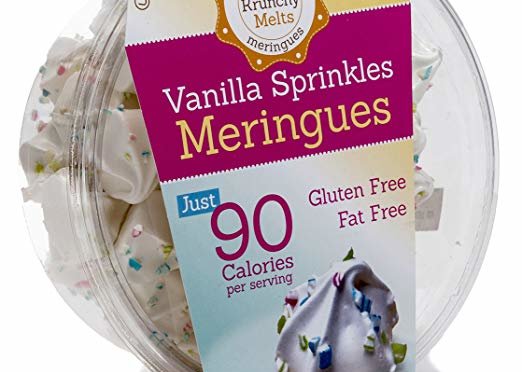 Krunchy
Melts
meringues
Vanilla Sprinkles
Meringues
Just
90
Calories
per serving
Gluten Free
Fat Free